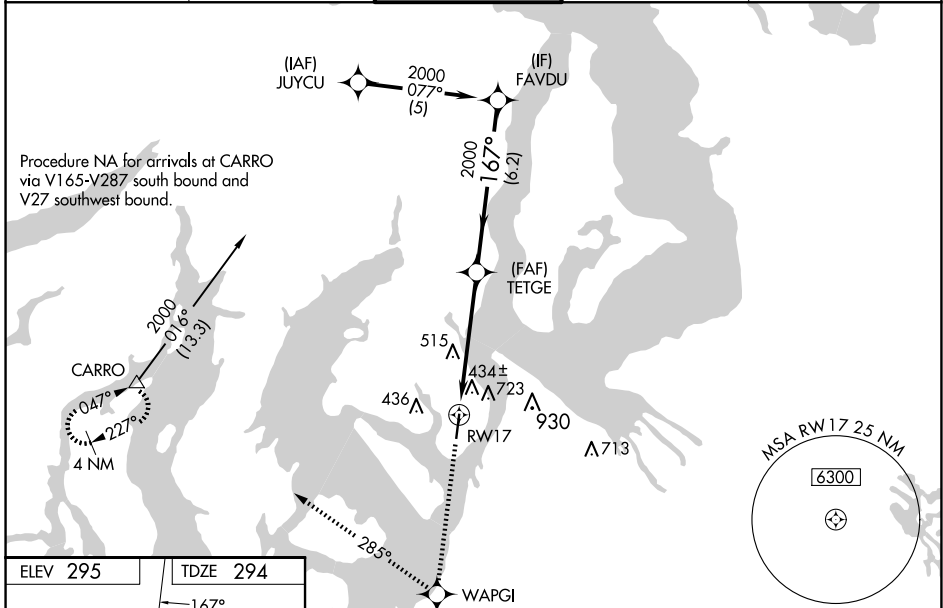 (IAF)
JUYCU
2000
077°
(5)
(IF)
FAVDU
2000
167°
(6.2)
Procedure NA for arrivals at CARRO
via V165-V287 south bound and
V27 southwest bound.
(FAF)
TETGE
2000
016°
(13.3)
CARRO
047°
227°
4 NM
515
434±
723
436
930
RW17
713
MSA RW17 25 NM
6300
285°
WAPGI
ELEV 295
TDZE 294
167°